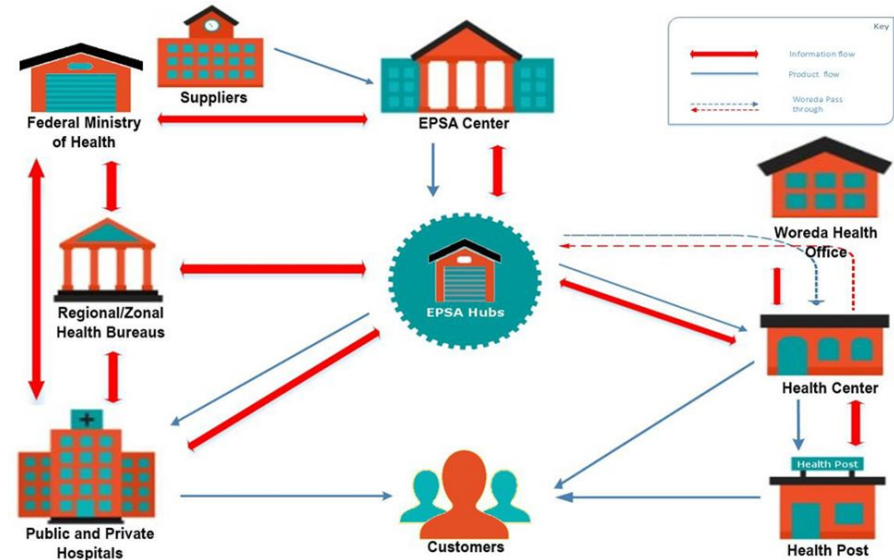 Key
Information flow
Product flow
Woreda Pass
through
Suppliers
Federal Ministry
of Health
EPSA Center
Woreda Health
Office
Regional/Zonal
Health Bureaus
EPSA Hubs
Health Center
Health Post
Public and Private
Hospitals
Customers
Health Post